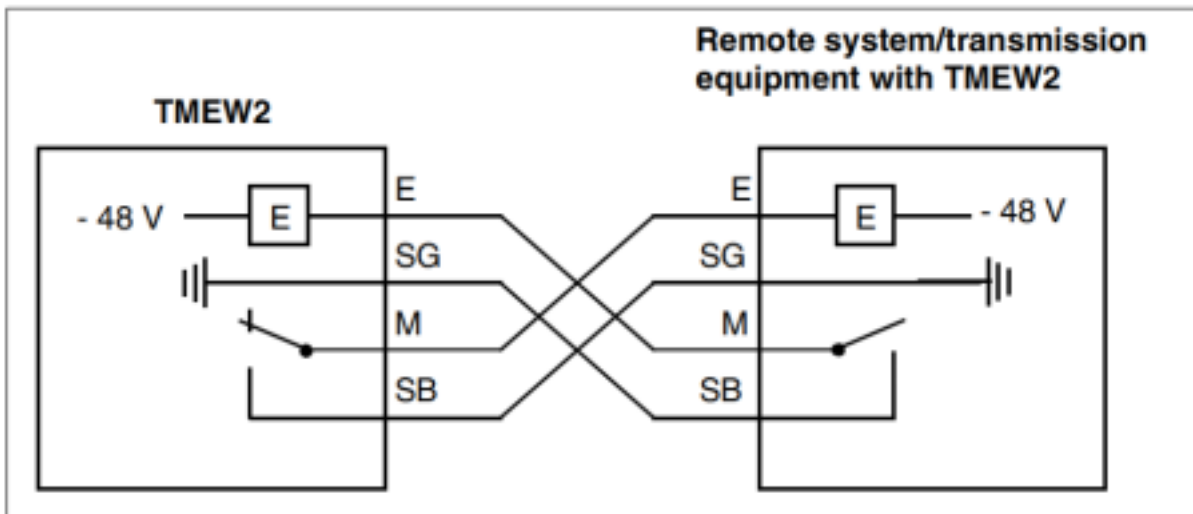 Remote system/transmission
equipment with TMEW2
TMEW2
- 48 V
E
E
SG
M
SB
E
SG
M
SB
E
- 48 V